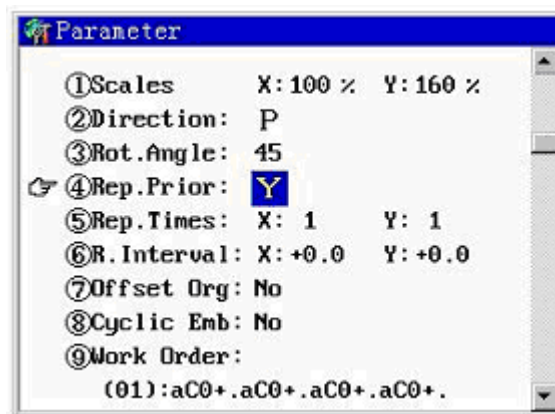 Parameter
①Scales X:100 % Y:160 %
②Direction: P
③Rot.Angle: 45
④Rep.Prior: Y
⑤Rep.Times: X: 1 Y: 1
⑥R.Interval: X:+0.0 Y:+0.0
⑦Offset Org: No
⑧Cyclic Emb: No
⑨Work Order:
(01):aC0+.aC0+.aC0+.aC0+.